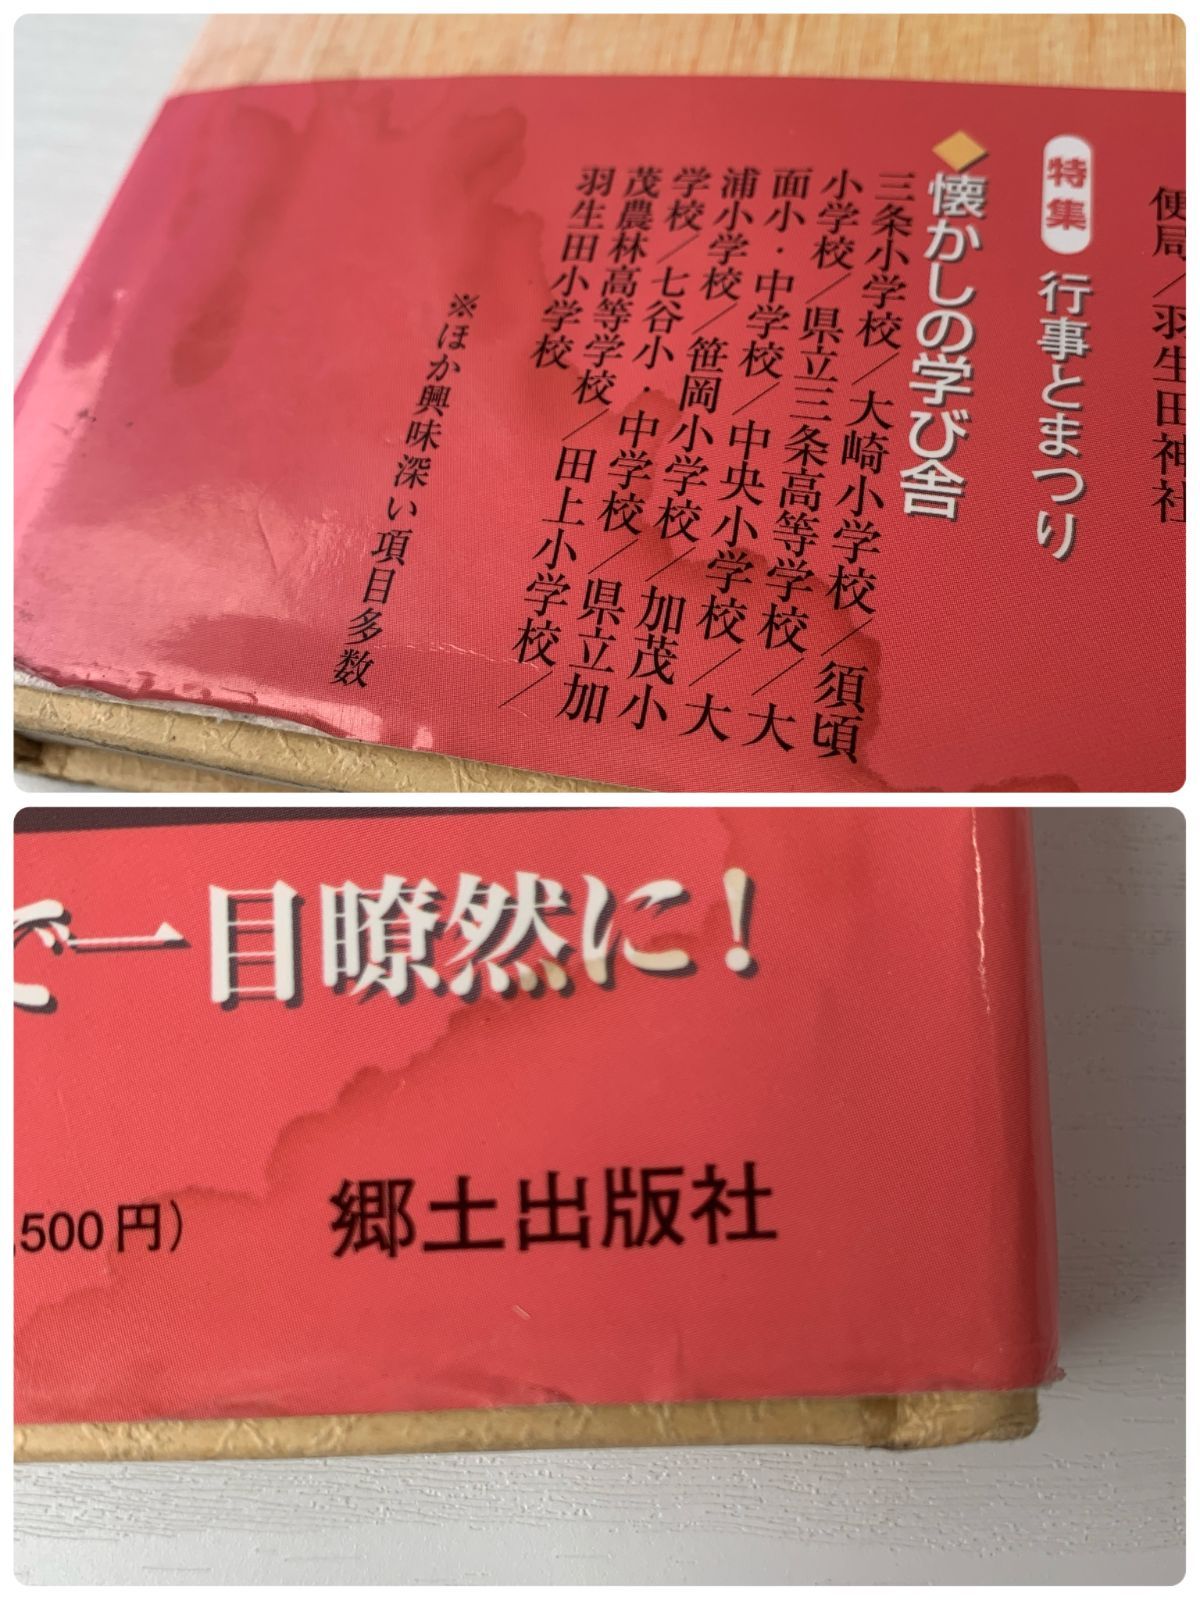 便局／羽生田神社
特集 行事とまつり
◆懐かしの学び舎
三条小学校／大崎小学校／須頃
小学校／県立三条高等学校／大
面小・中学校／中央小学校／大
浦小学校／笹岡小学校／加茂小
学校／七谷小・中学校／県立加
茂農林高等学校／田上小学校／
羽生田小学校
※ほか興味深い項目多数
で一目瞭然に！
,500円）
郷土出版社